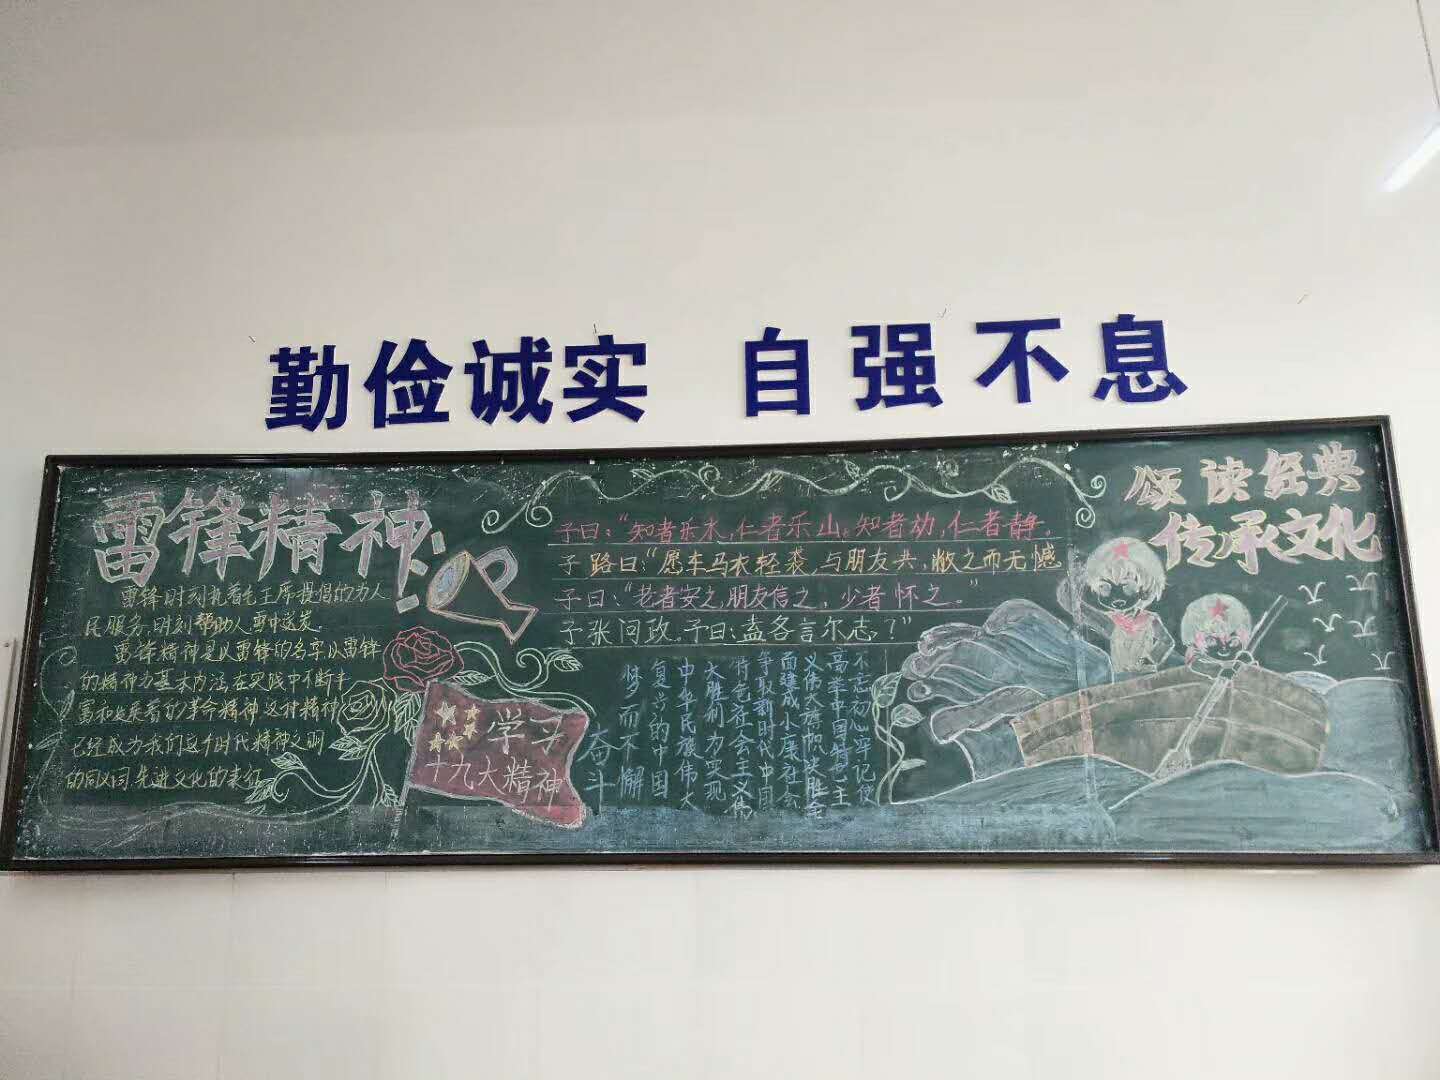 勤俭诚实 自强不息
雷锋精神
雷锋时刻扎着毛主席提倡的为人
民服务,时刻帮助人雪中送炭.
雷锋精神是以雷锋的名字以雷锋
的精神为基本内涵,在实践中不断丰
富和发展着的革命精神这种精神
已经成为我们这个时代精神文明
的同义词.先进文化的表征
学习
十九大精神
子曰:"知者乐水,仁者乐山。知者动,仁者静.
子路曰:"愿车马衣轻裘,与朋友共,敝之而无憾
子曰:"老者安之,朋友信之,少者怀之。"
子张问政.子曰:盍各言尔志?"
不忘初心牢记使
高举中国特色主
义伟大旗帜决胜全
面建成小康社会
争取新时代中国
特色社会主义伟
大胜利为实现
中华民族伟大
复兴的中国
梦而不懈
奋斗
颂读经典
传承文化